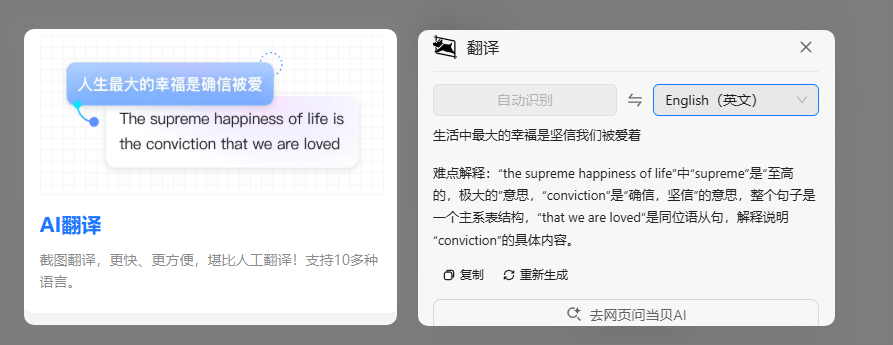 人生最大的幸福是确信被爱
The supreme happiness of life is
the conviction that we are loved
AI翻译
截图翻译，更快、更方便，堪比人工翻译！支持10多种
语言。
翻译
自动识别
English（英文）
生活中最大的幸福是坚信我们被爱着
难点解释：“the supreme happiness of life”中“supreme”是“至高
的，极大的”意思，“conviction”是“确信，坚信”的意思，整个句子是
一个主系表结构，“that we are loved”是同位语从句，解释说明
“conviction”的具体内容。
复制 重新生成
去网页问当贝AI